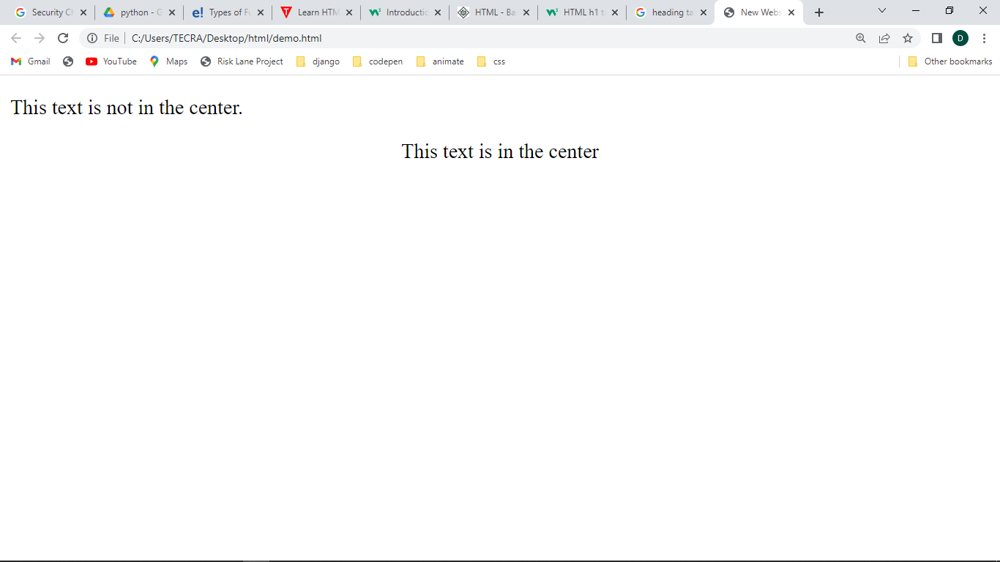 Security C
python - G
Types of Fu
Learn HTM
Introductio
HTML - Ba
HTML h1 t
heading ta
New Webs
File
C:/Users/TECRA/Desktop/html/demo.html
D
Gmail
YouTube
Maps
Risk Lane Project
django
codepen
animate
css
Other bookmarks
This text is not in the center.
This text is in the center